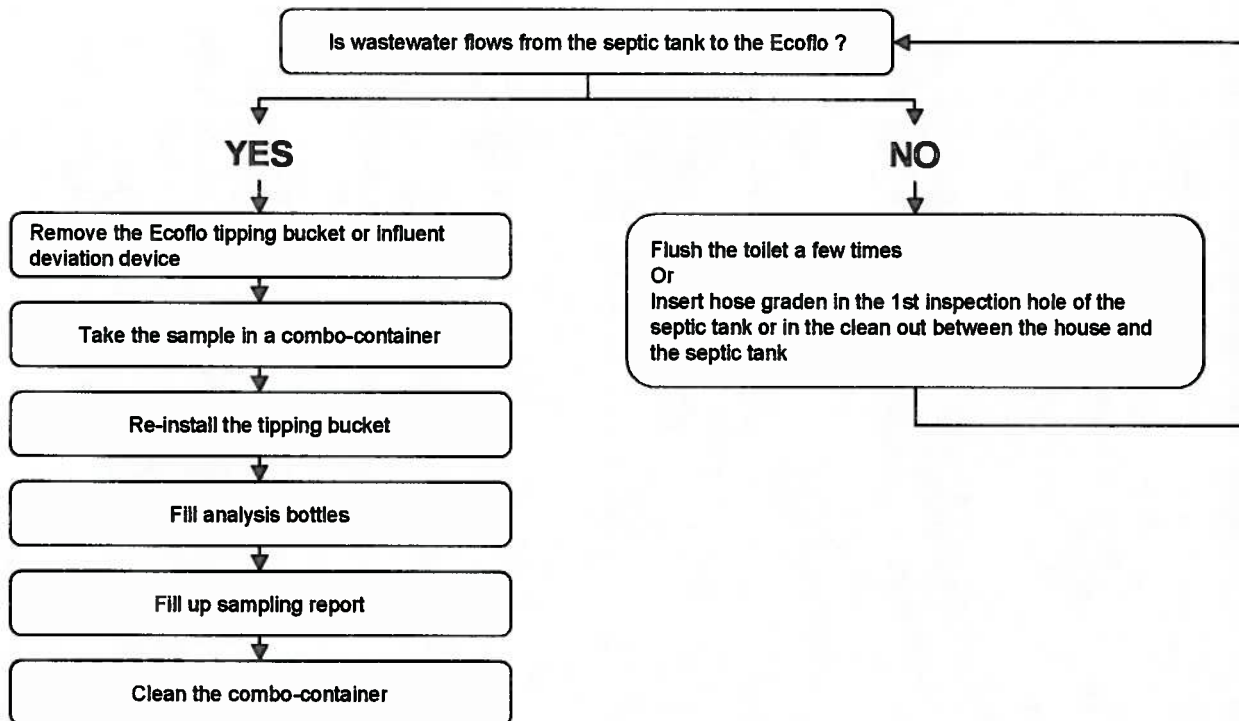 Is wastewater flows from the septic tank to the Ecoflo ?
YES
NO
Remove the Ecoflo tipping bucket or influent
deviation device
Take the sample in a combo-container
Re-install the tipping bucket
Fill analysis bottles
Fill up sampling report
Clean the combo-container
Flush the toilet a few times
Or
Insert hose graden in the 1st inspection hole of the
septic tank or in the clean out between the house and
the septic tank